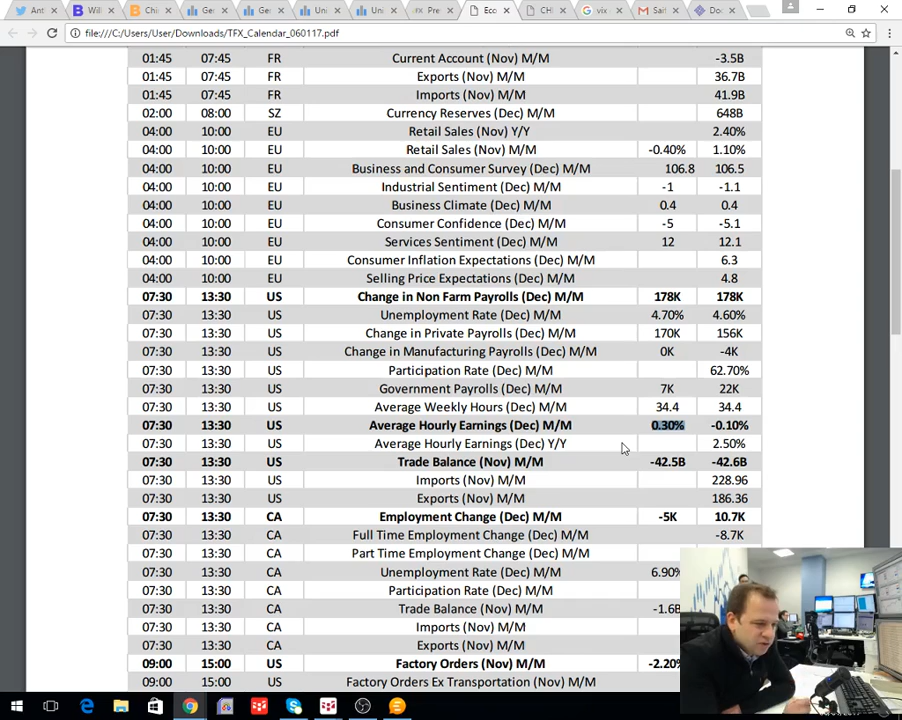 Ant
Will
Chi
Ge
Ge
Uni
Uni
Pre
Eco
CHI
vix
Sait
Do
file:///C:/Users/User/Downloads/TFX_Calendar_060117.pdf
01:45 07:45 FR Current Account (Nov) M/M -3.5B
01:45 07:45 FR Exports (Nov) M/M 36.7B
01:45 07:45 FR Imports (Nov) M/M 41.9B
02:00 08:00 SZ Currency Reserves (Dec) M/M 648B
04:00 10:00 EU Retail Sales (Nov) Y/Y 2.40%
04:00 10:00 EU Retail Sales (Nov) M/M -0.40% 1.10%
04:00 10:00 EU Business and Consumer Survey (Dec) M/M 106.8 106.5
04:00 10:00 EU Industrial Sentiment (Dec) M/M -1 -1.1
04:00 10:00 EU Business Climate (Dec) M/M 0.4 0.4
04:00 10:00 EU Consumer Confidence (Dec) M/M -5 -5.1
04:00 10:00 EU Services Sentiment (Dec) M/M 12 12.1
04:00 10:00 EU Consumer Inflation Expectations (Dec) M/M 6.3
04:00 10:00 EU Selling Price Expectations (Dec) M/M 4.8
07:30 13:30 US Change in Non Farm Payrolls (Dec) M/M 178K 178K
07:30 13:30 US Unemployment Rate (Dec) M/M 4.70% 4.60%
07:30 13:30 US Change in Private Payrolls (Dec) M/M 170K 156K
07:30 13:30 US Change in Manufacturing Payrolls (Dec) M/M 0K -4K
07:30 13:30 US Participation Rate (Dec) M/M 62.70%
07:30 13:30 US Government Payrolls (Dec) M/M 7K 22K
07:30 13:30 US Average Weekly Hours (Dec) M/M 34.4 34.4
07:30 13:30 US Average Hourly Earnings (Dec) M/M 0.30% -0.10%
07:30 13:30 US Average Hourly Earnings (Dec) Y/Y 2.50%
07:30 13:30 US Trade Balance (Nov) M/M -42.5B -42.6B
07:30 13:30 US Imports (Nov) M/M 228.96
07:30 13:30 US Exports (Nov) M/M 186.36
07:30 13:30 CA Employment Change (Dec) M/M -5K 10.7K
07:30 13:30 CA Full Time Employment Change (Dec) M/M -8.7K
07:30 13:30 CA Part Time Employment Change (Dec) M/M
07:30 13:30 CA Unemployment Rate (Dec) M/M 6.90%
07:30 13:30 CA Participation Rate (Dec) M/M
07:30 13:30 CA Trade Balance (Nov) M/M -1.6B
07:30 13:30 CA Imports (Nov) M/M
07:30 13:30 CA Exports (Nov) M/M
09:00 15:00 US Factory Orders (Nov) M/M -2.20%
09:00 15:00 US Factory Orders Ex Transportation (Nov) M/M